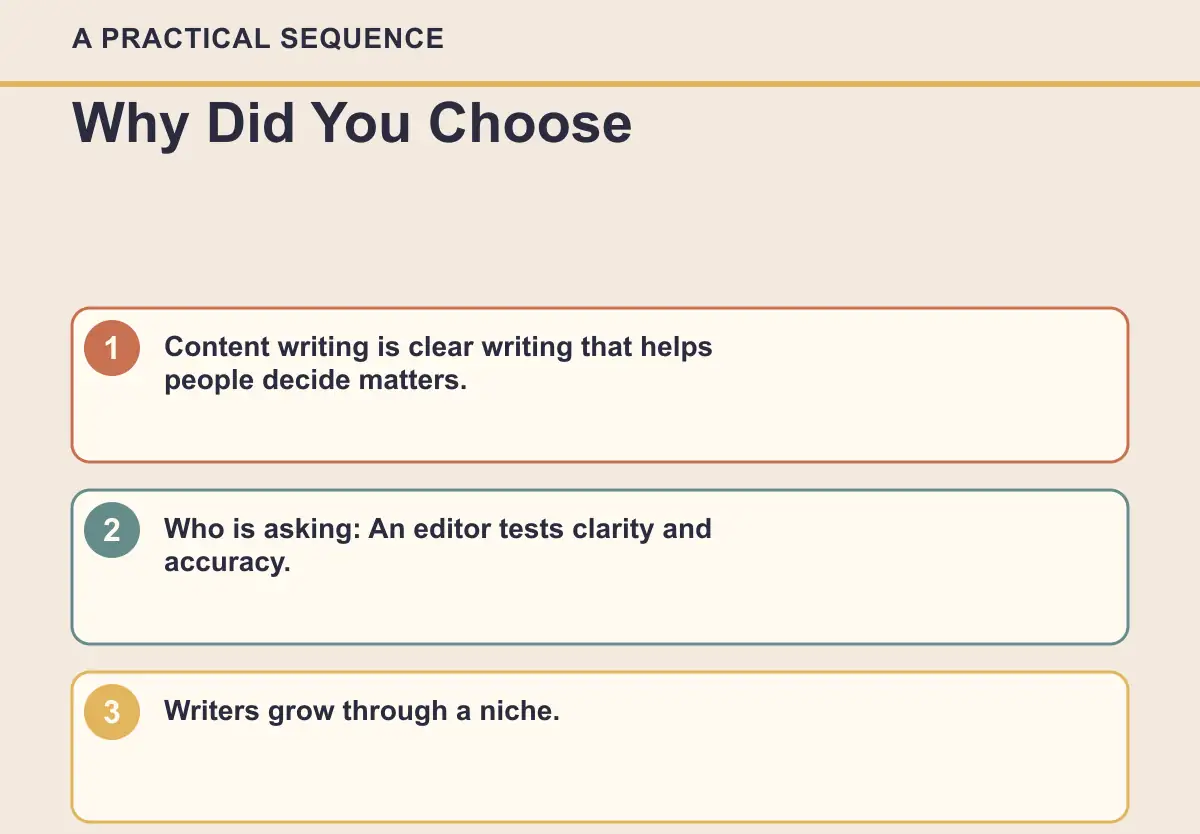 A PRACTICAL SEQUENCE
Why Did You Choose
1
Content writing is clear writing that helps
people decide matters.
2
Who is asking: An editor tests clarity and
accuracy.
3
Writers grow through a niche.